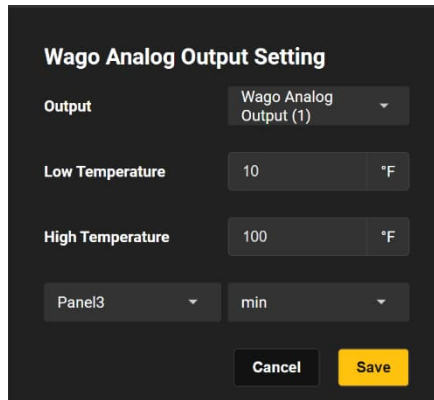 Wago Analog Output Setting
Output
Wago Analog
Output (1)
Low Temperature
10
°F
High Temperature
100
°F
Panel3
min
Cancel
Save